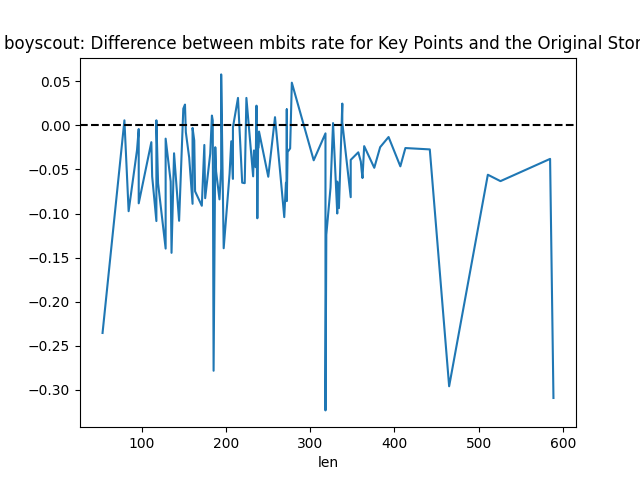 boyscout: Difference between mbits rate for Key Points and the Original Stor
0.05
0.00
−0.05
−0.10
−0.15
−0.20
−0.25
−0.30
100 200 300 400 500 600
len